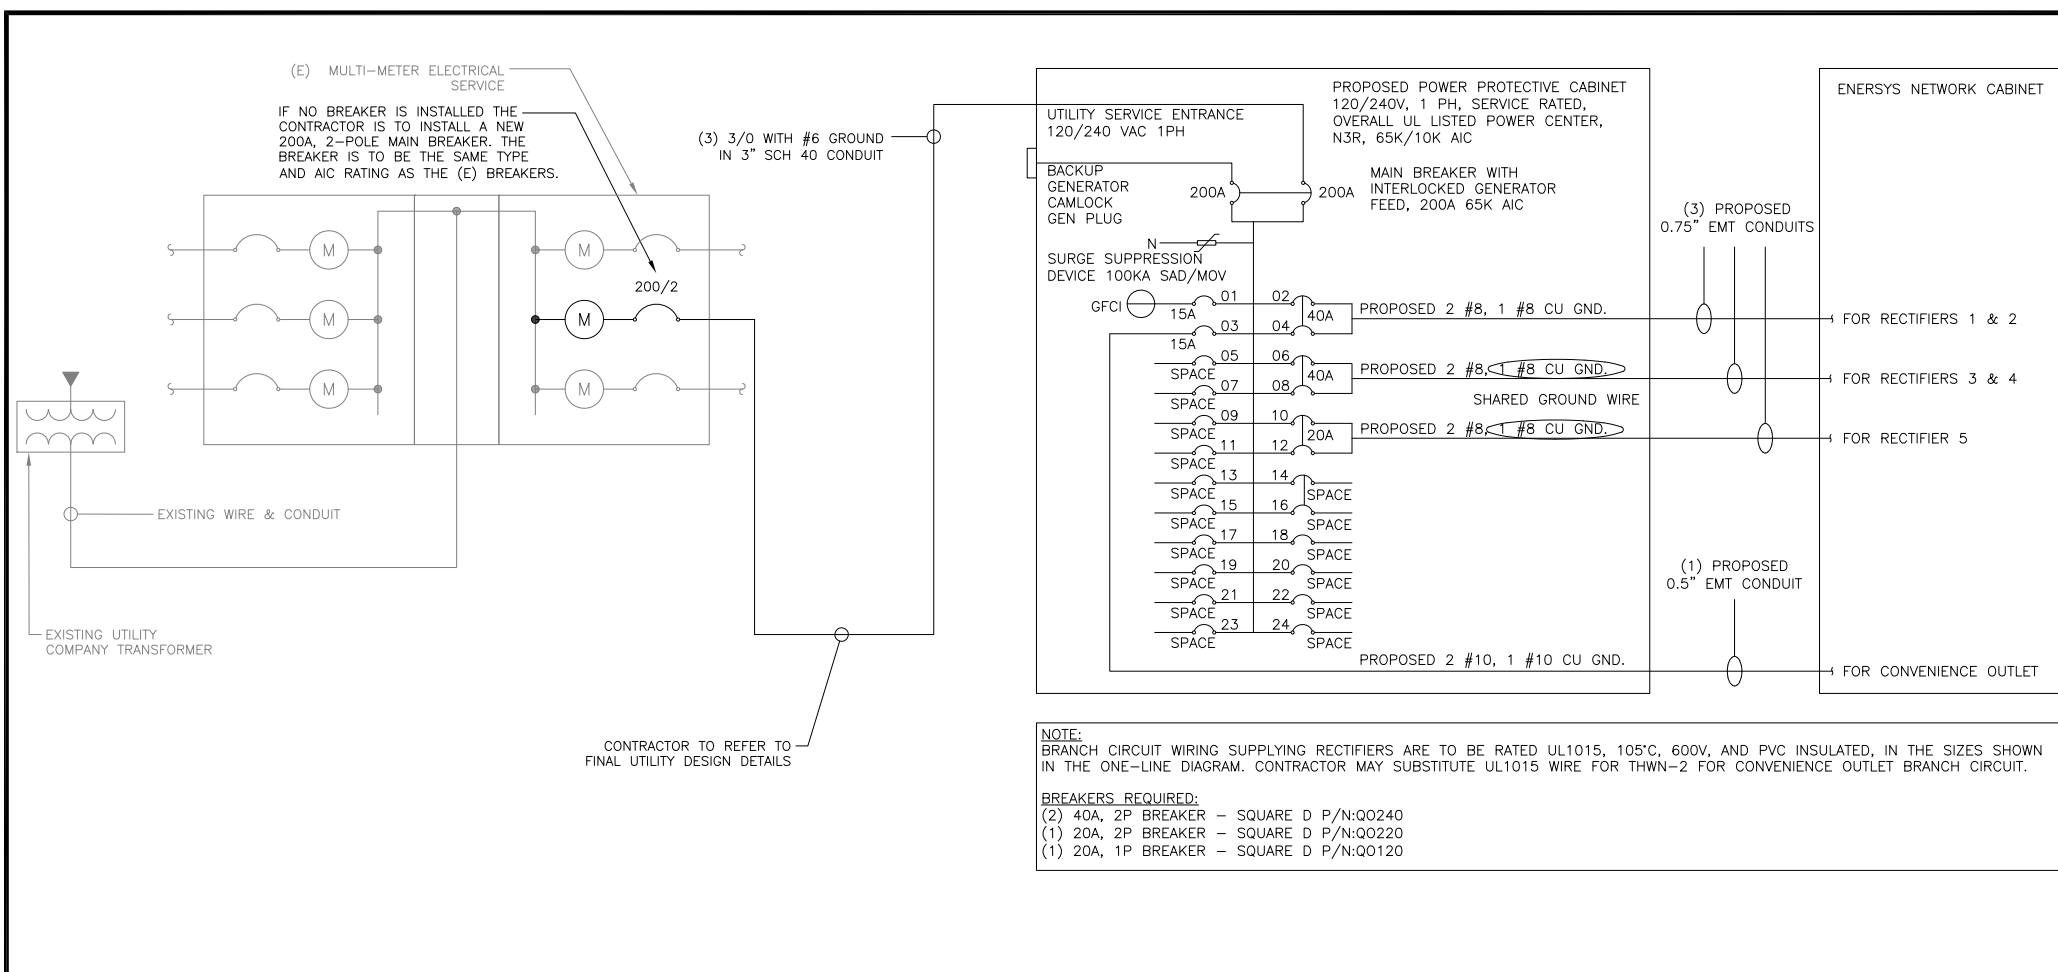 (E) MULTI-METER ELECTRICAL
SERVICE
IF NO BREAKER IS INSTALLED THE
CONTRACTOR IS TO INSTALL A NEW
200A, 2-POLE MAIN BREAKER. THE
BREAKER IS TO BE THE SAME TYPE
AND AIC RATING AS THE (E) BREAKERS.
M
M
M
M
M
M
200/2
EXISTING WIRE & CONDUIT
EXISTING UTILITY
COMPANY TRANSFORMER
(3) 3/0 WITH #6 GROUND
IN 3" SCH 40 CONDUIT
CONTRACTOR TO REFER TO
FINAL UTILITY DESIGN DETAILS
UTILITY SERVICE ENTRANCE
120/240 VAC 1PH
PROPOSED POWER PROTECTIVE CABINET
120/240V, 1 PH, SERVICE RATED,
OVERALL UL LISTED POWER CENTER,
N3R, 65K/10K AIC
BACKUP
GENERATOR
CAMLOCK
GEN PLUG
200A
200A
MAIN BREAKER WITH
INTERLOCKED GENERATOR
FEED, 200A 65K AIC
N
SURGE SUPPRESSION
DEVICE 100KA SAD/MOV
GFCI
01 02
15A 40A
03 04
15A
05 06
SPACE 40A
07 08
SPACE
09 10
SPACE 20A
11 12
SPACE
13 14
SPACE SPACE
15 16
SPACE SPACE
17 18
SPACE SPACE
19 20
SPACE SPACE
21 22
SPACE SPACE
23 24
SPACE SPACE
PROPOSED 2 #8, 1 #8 CU GND.
PROPOSED 2 #8, 1 #8 CU GND.
SHARED GROUND WIRE
PROPOSED 2 #8, 1 #8 CU GND.
PROPOSED 2 #10, 1 #10 CU GND.
(3) PROPOSED
0.75" EMT CONDUITS
(1) PROPOSED
0.5" EMT CONDUIT
ENERSYS NETWORK CABINET
FOR RECTIFIERS 1 & 2
FOR RECTIFIERS 3 & 4
FOR RECTIFIER 5
FOR CONVENIENCE OUTLET
NOTE:
BRANCH CIRCUIT WIRING SUPPLYING RECTIFIERS ARE TO BE RATED UL1015, 105°C, 600V, AND PVC INSULATED, IN THE SIZES SHOWN
IN THE ONE-LINE DIAGRAM. CONTRACTOR MAY SUBSTITUTE UL1015 WIRE FOR THWN-2 FOR CONVENIENCE OUTLET BRANCH CIRCUIT.
BREAKERS REQUIRED:
(2) 40A, 2P BREAKER - SQUARE D P/N:QO240
(1) 20A, 2P BREAKER - SQUARE D P/N:QO220
(1) 20A, 1P BREAKER - SQUARE D P/N:QO120